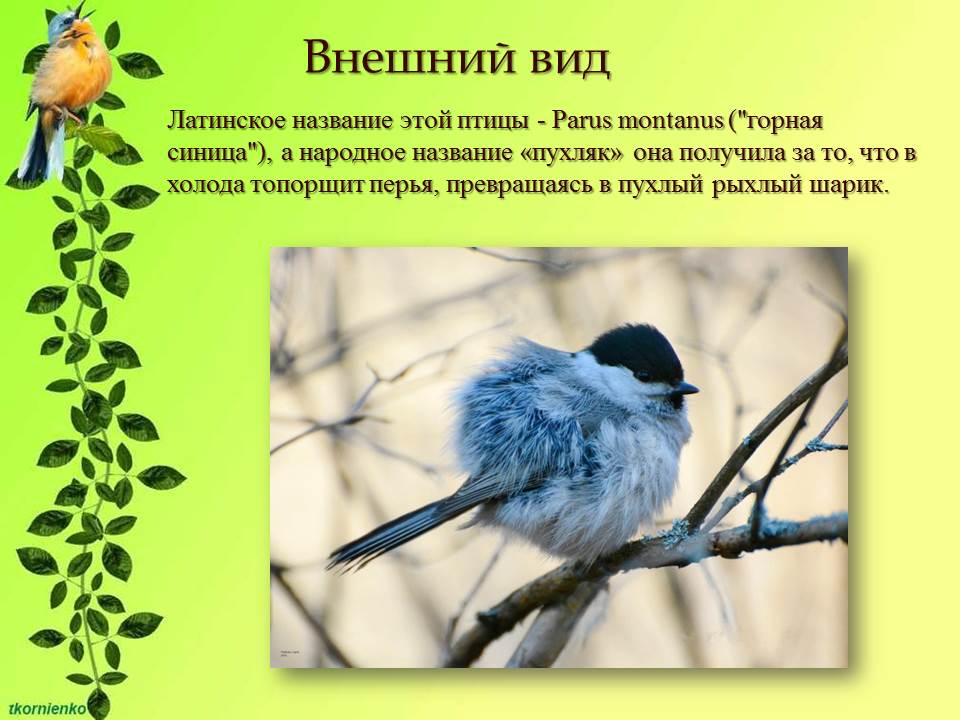 Внешний вид
Латинское название этой птицы - Parus montanus ("горная
синица"), а народное название «пухляк» она получила за то, что в
холода топорщит перья, превращаясь в пухлый рыхлый шарик.
tkornienko